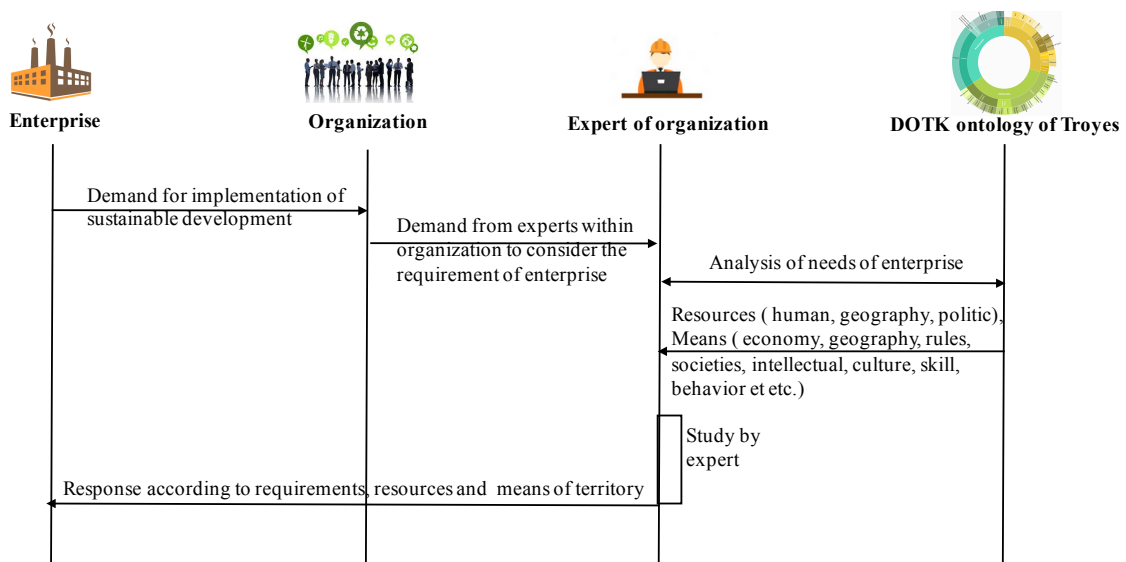 Enterprise
Organization
Expert of organization
DOTK ontology of Troyes
Demand for implementation of
sustainable development
Demand from experts within
organization to consider the
requirement of enterprise
Analysis of needs of enterprise
Resources ( human, geography, politic),
Means ( economy, geography, rules,
societies, intellectual, culture, skill,
behavior et etc.)
Study by
expert
Response according to requirements, resources and means of territory